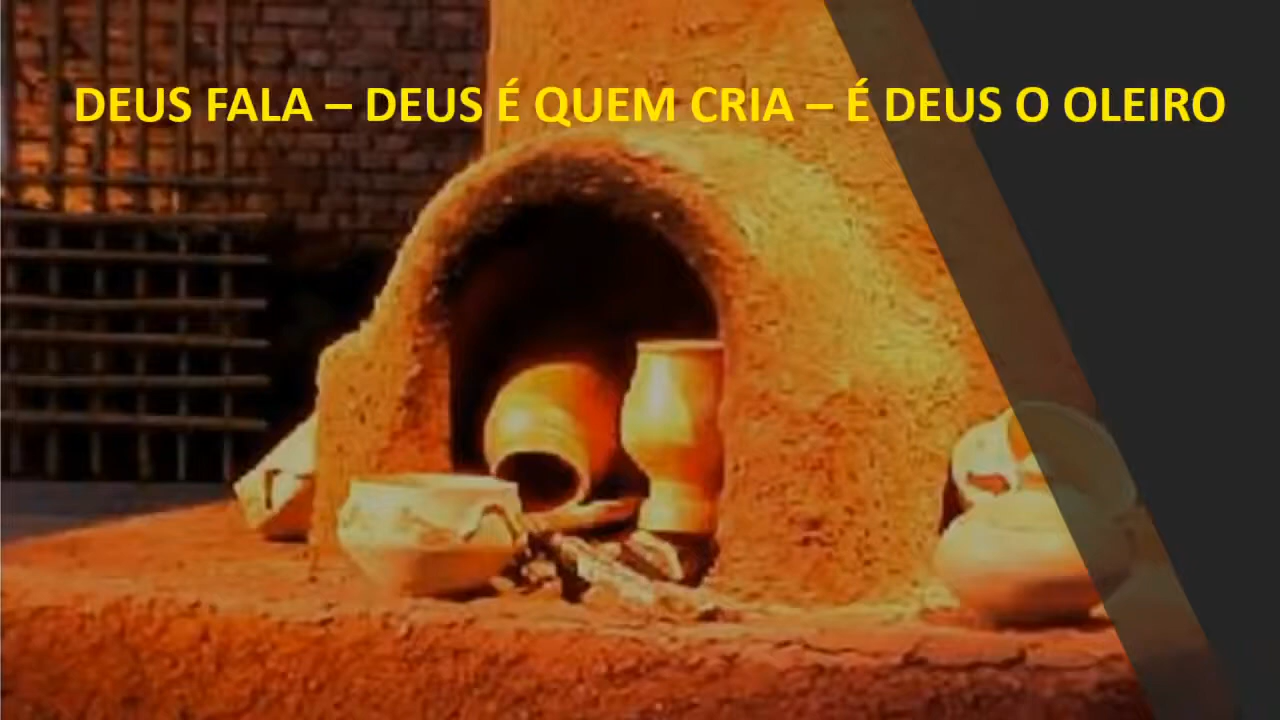 DEUS FALA – DEUS É QUEM CRIA – É DEUS O OLEIRO